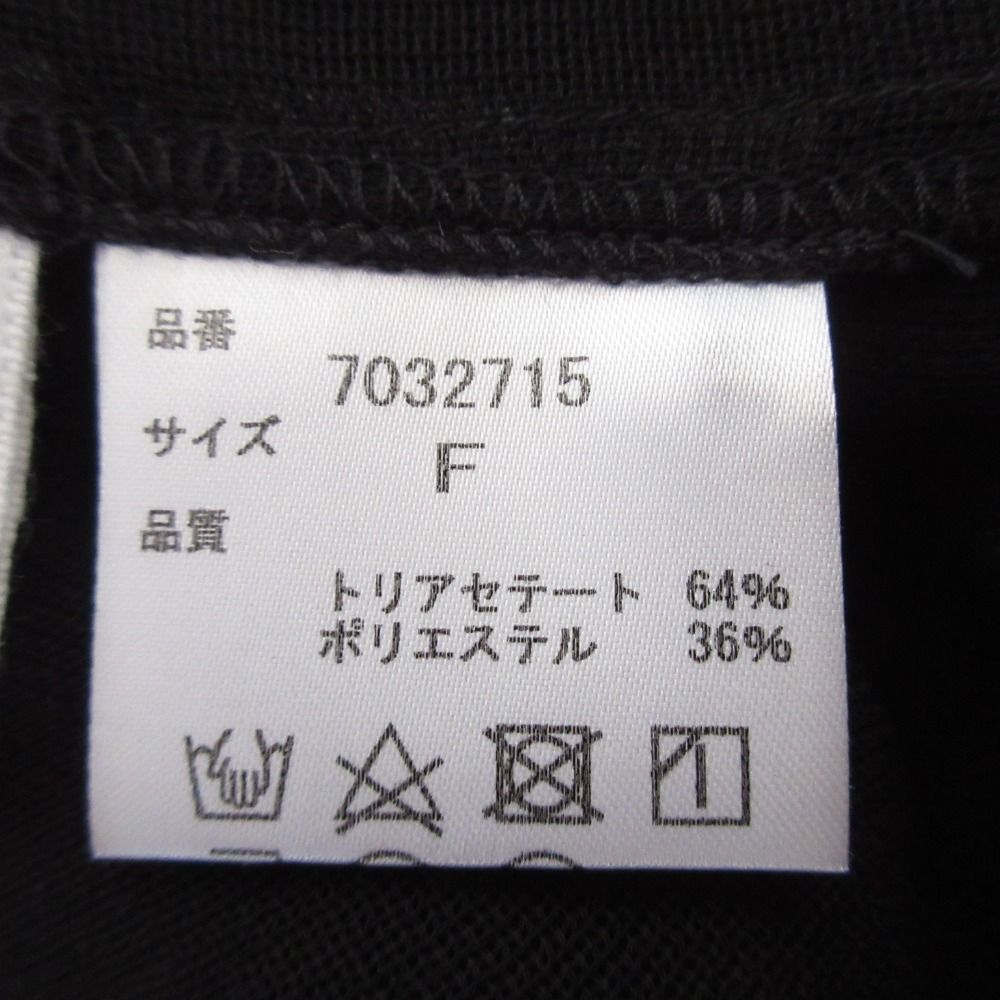 品番
7032715
サイズ
F
品質
トリアセテート 64%
ポリエステル 36%